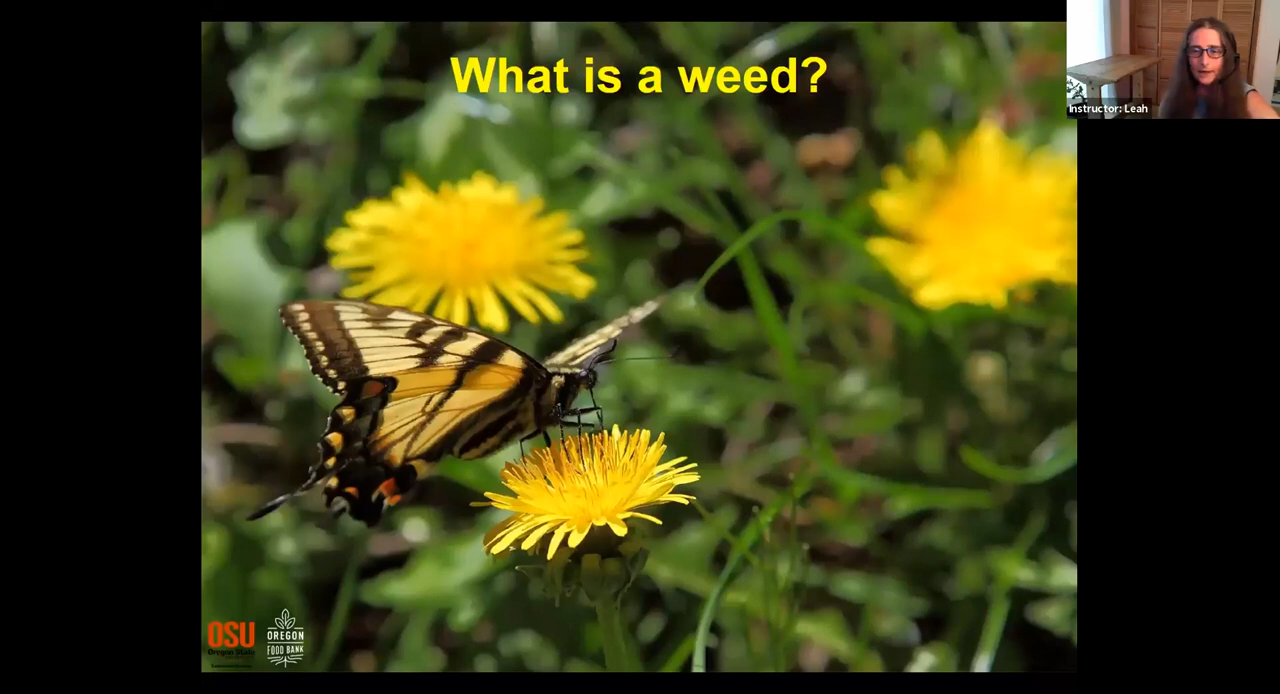 What is a weed?
Instructor: Leah
OSU
Oregon State
OREGON
FOOD BANK